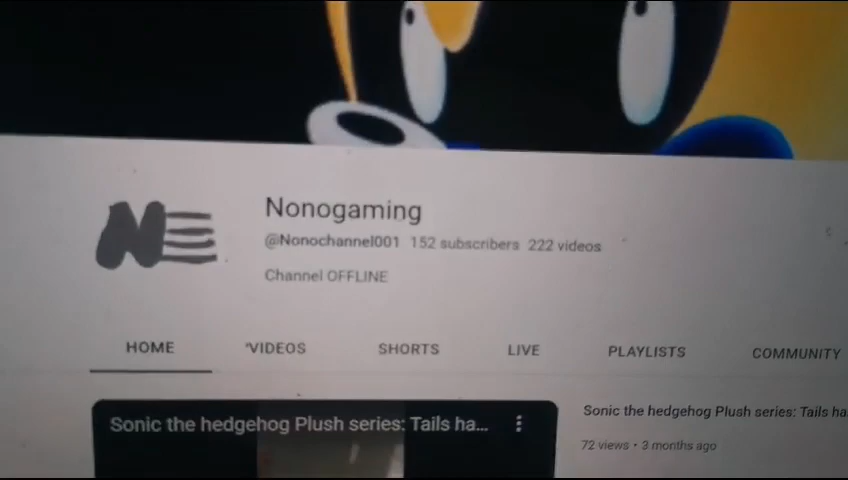 NE
Nonogaming
@Nonochannel001 152 subscribers 222 videos
Channel OFFLINE
HOME VIDEOS SHORTS LIVE PLAYLISTS COMMUNITY
Sonic the hedgehog Plush series: Tails ha...
Sonic the hedgehog Plush series: Tails ha
72 views • 3 months ago